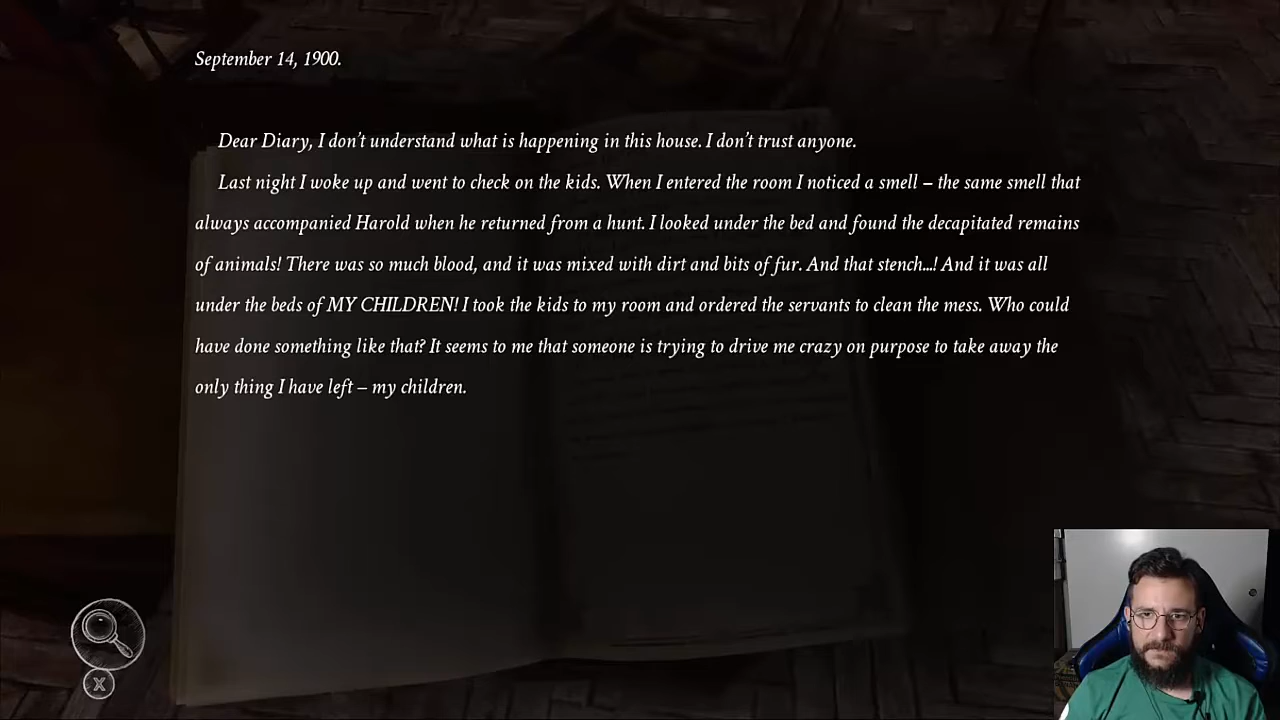 September 14, 1900.
Dear Diary, I don't understand what is happening in this house. I don't trust anyone.
Last night I woke up and went to check on the kids. When I entered the room I noticed a smell – the same smell that
always accompanied Harold when he returned from a hunt. I looked under the bed and found the decapitated remains
of animals! There was so much blood, and it was mixed with dirt and bits of fur. And that stench...! And it was all
under the beds of MY CHILDREN! I took the kids to my room and ordered the servants to clean the mess. Who could
have done something like that? It seems to me that someone is trying to drive me crazy on purpose to take away the
only thing I have left – my children.
X